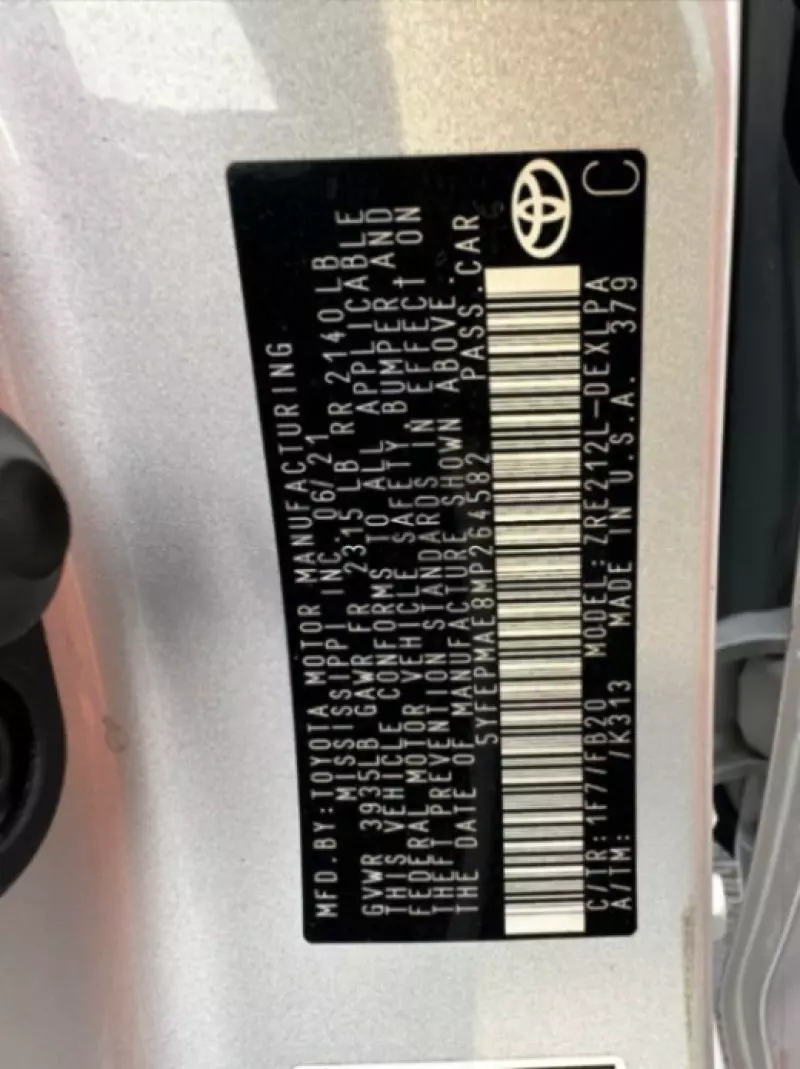 MFD.BY: TOYOTA MOTOR MANUFACTURING
MISSISSIPPI INC. 06/21
GVWR 3935LB GAWR FR 2315 LB RR 2140LB
THIS VEHICLE CONFORMS TO ALL APPLICABLE
FEDERAL MOTOR VEHICLE SAFETY BUMPER AND
THEFT PREVENTION STANDARDS IN EFFECT ON
THE DATE OF MANUFACTURE SHOWN ABOVE.
5YFEPMAE8MP264582 PASS.CAR
C/TR: 1F7/FB20 MODEL: ZRE212L-DEXLPA
A/TM: /K313 MADE IN U.S.A. 379
C